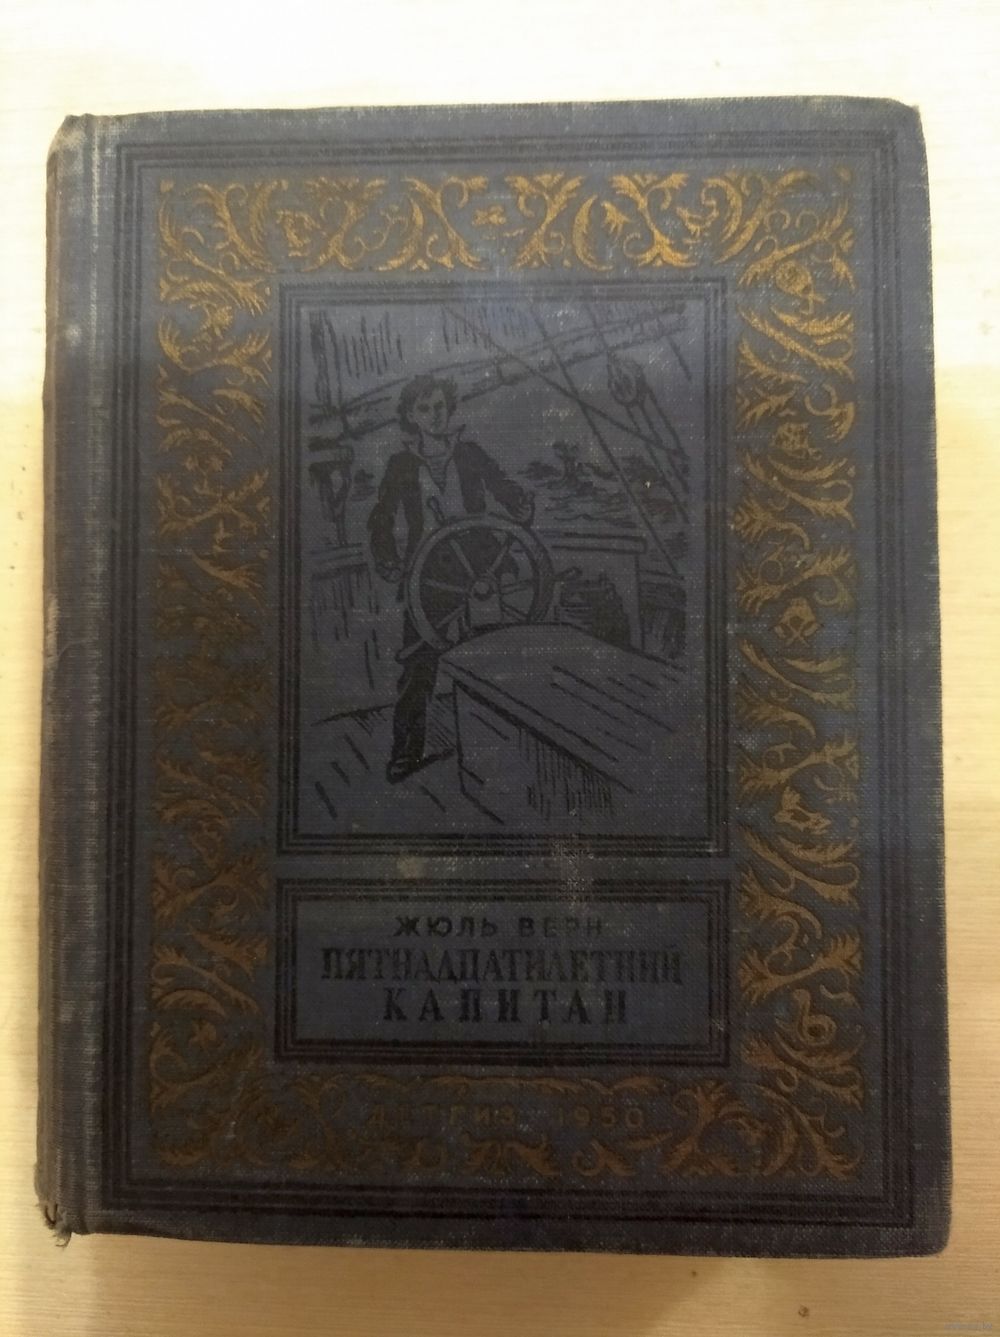 ЖЮЛЬ ВЕРН
ПЯТНАДЦАТИЛЕТНИЙ
КАПИТАН
ДЕТГИЗ 1950